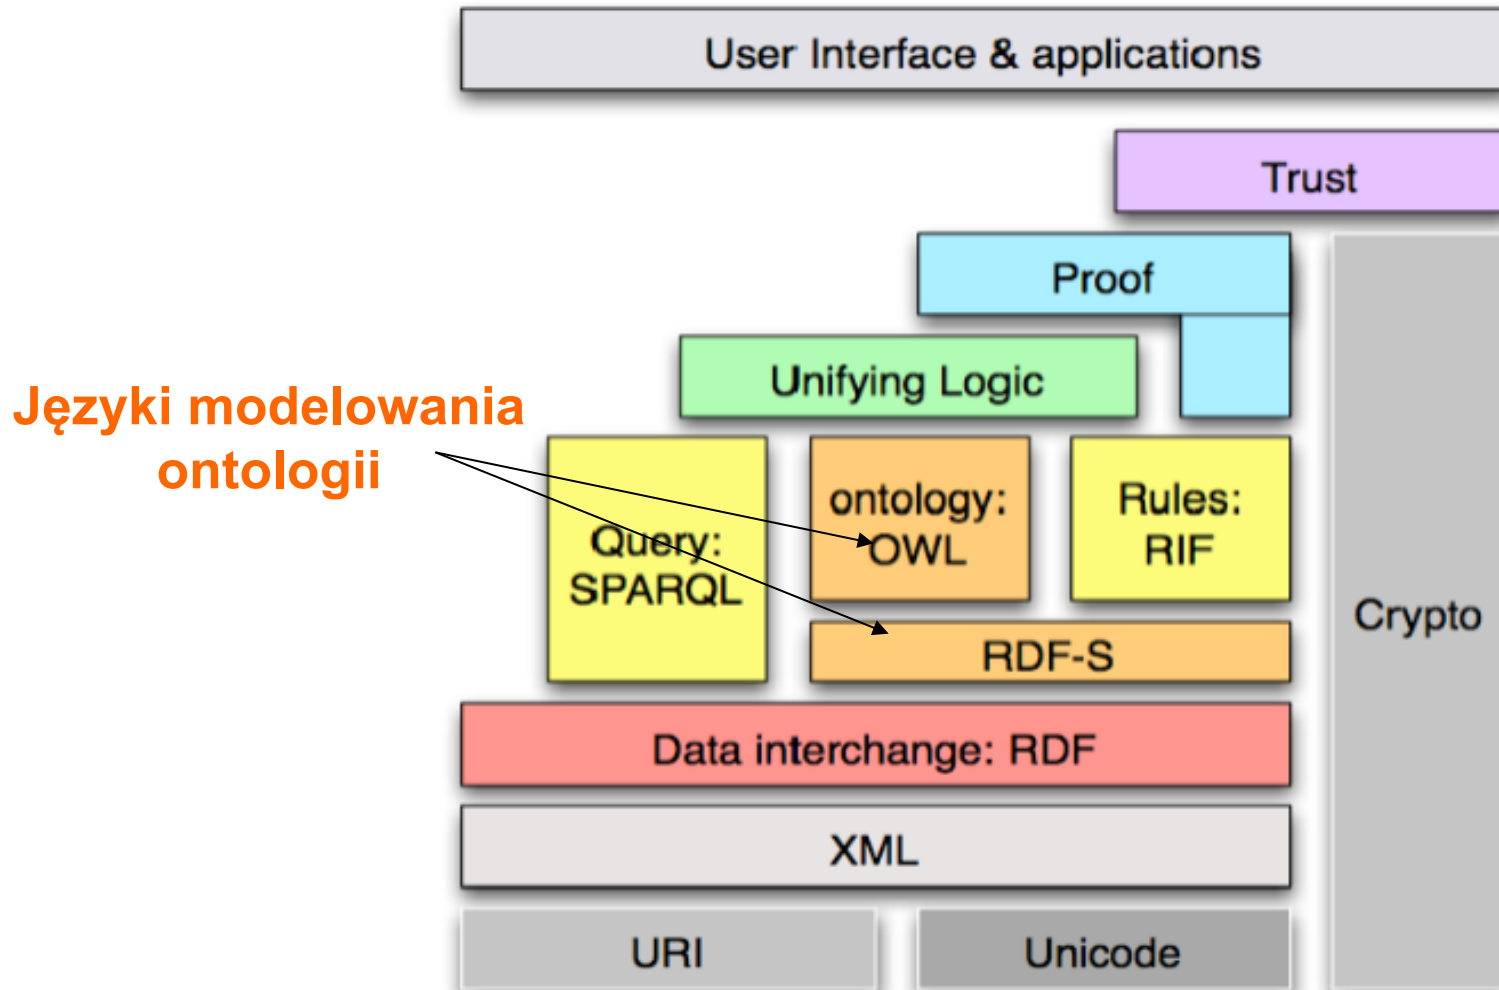 User Interface & applications
Trust
Proof
Unifying Logic
Języki modelowania
ontologii
Query:
SPARQL
ontology:
OWL
Rules:
RIF
Crypto
RDF-S
Data interchange: RDF
XML
URI
Unicode